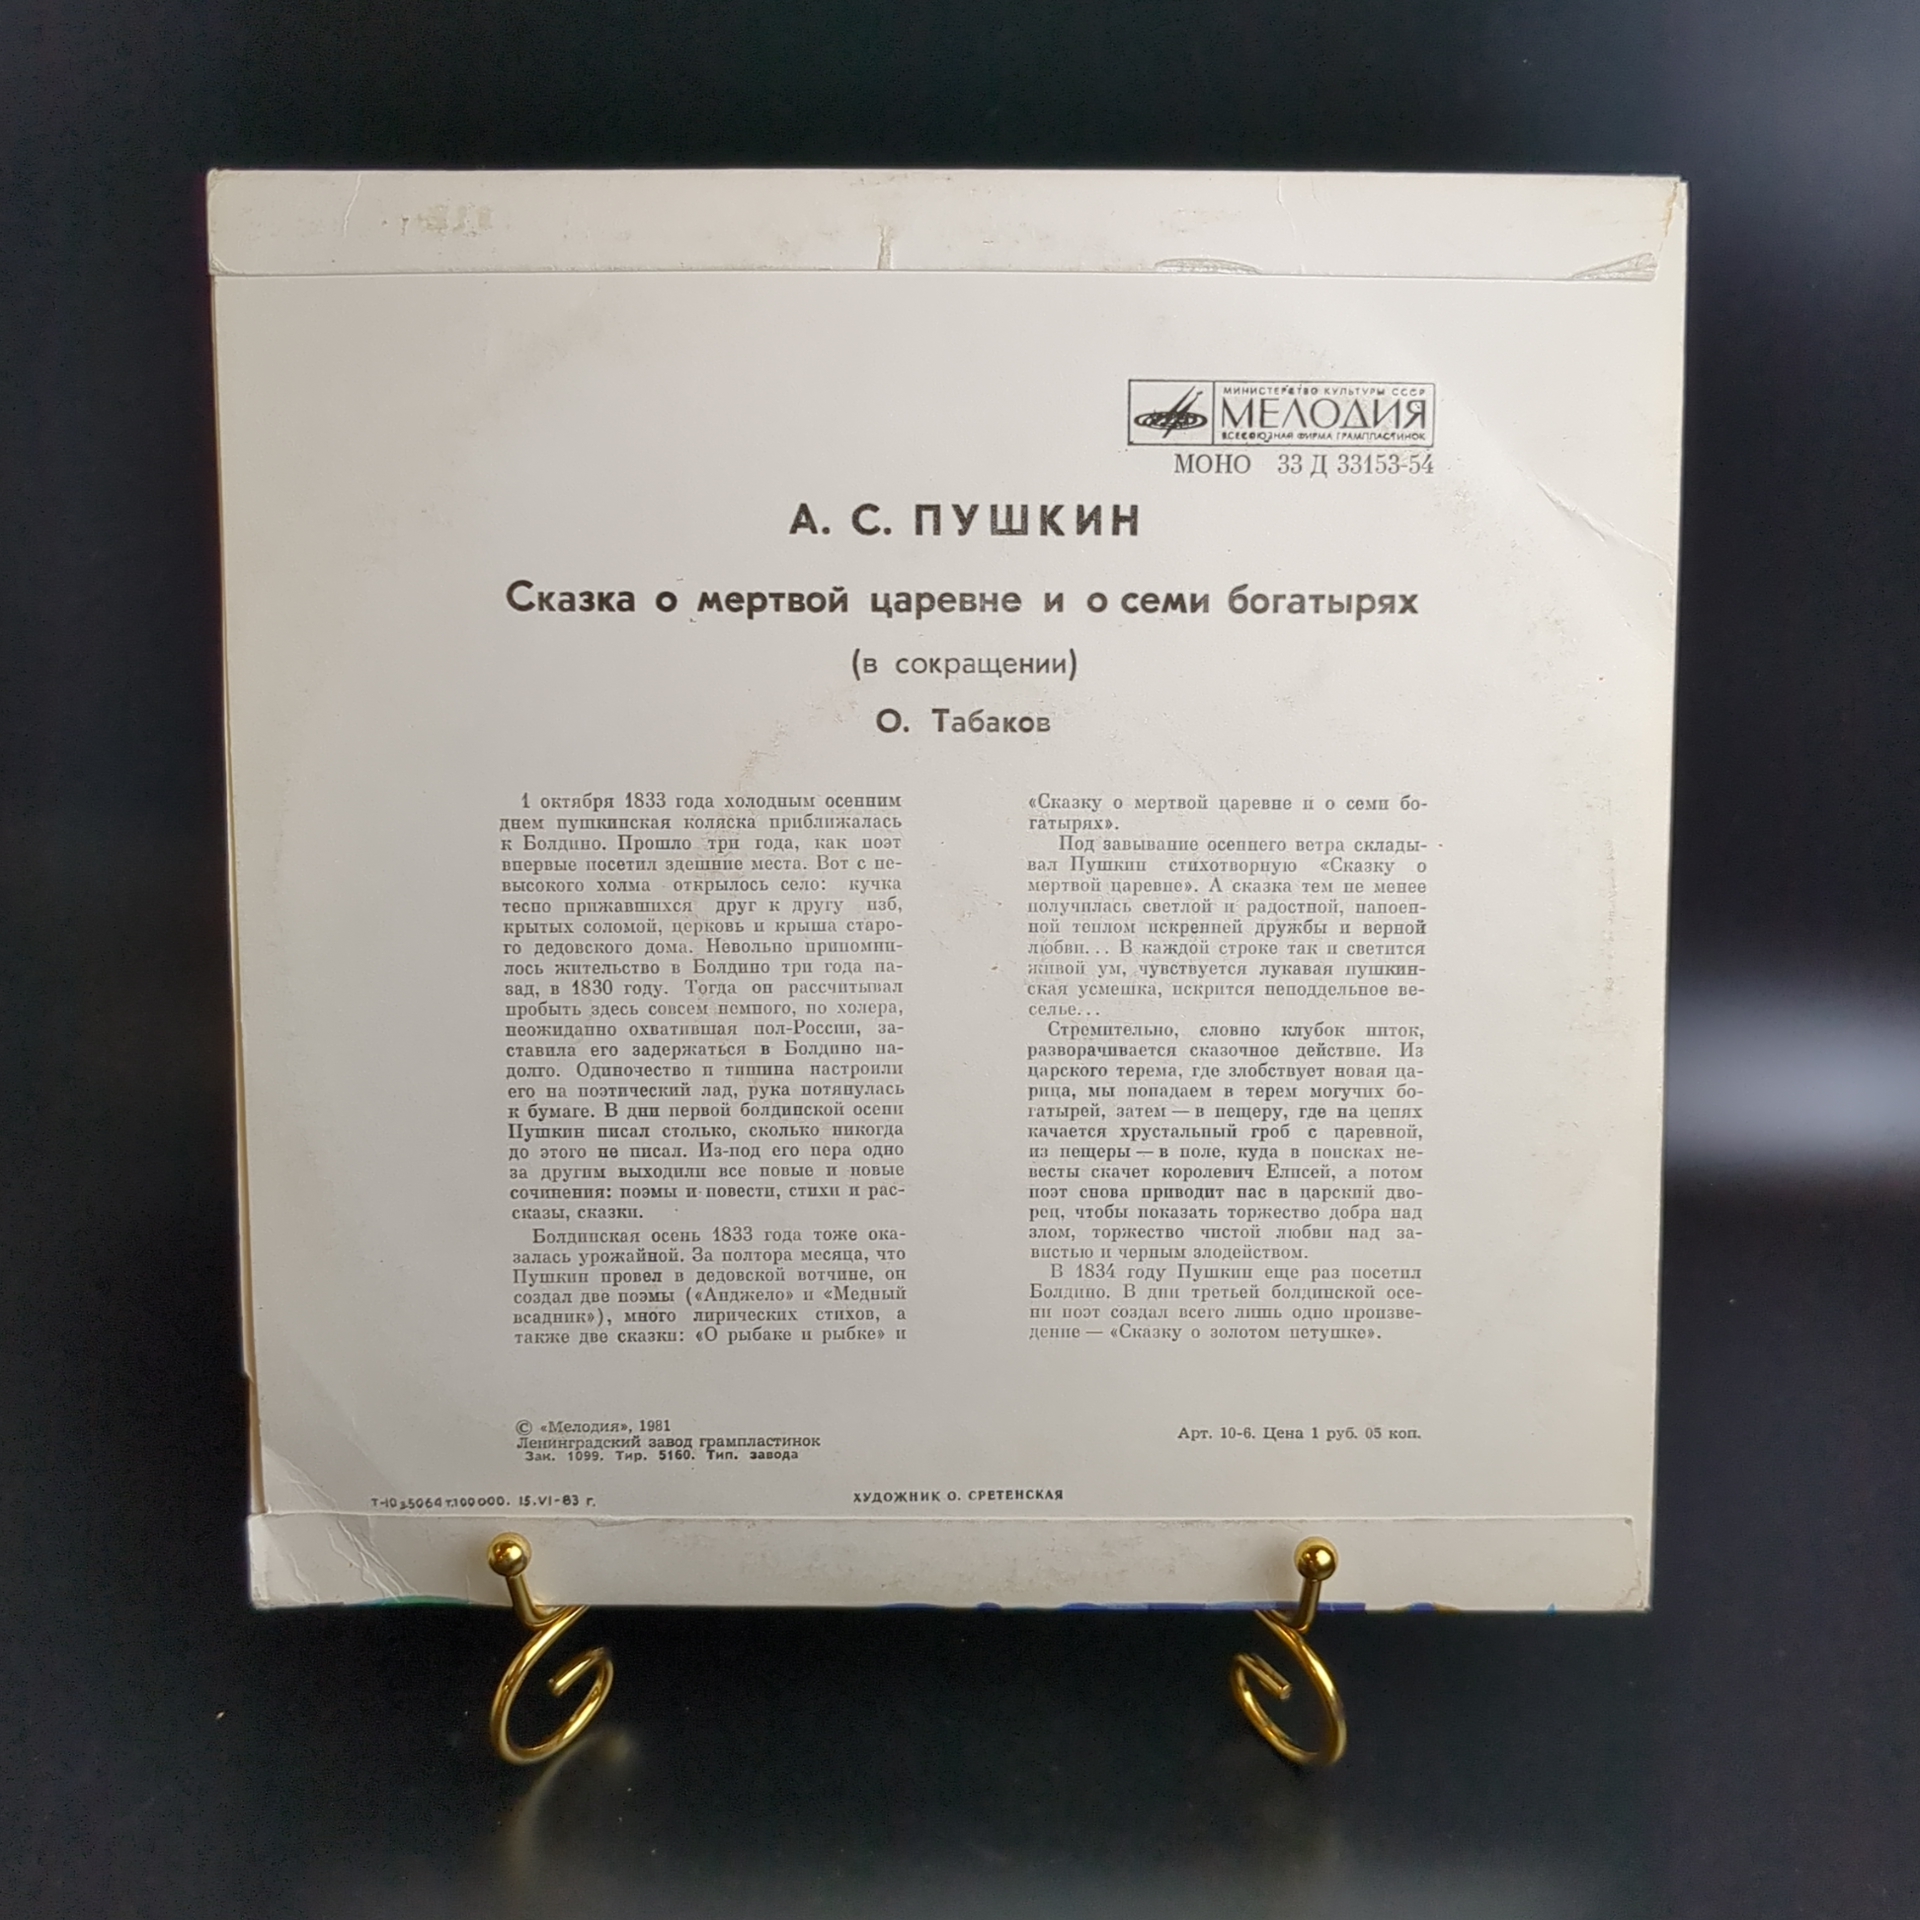 МИНИСТЕРСТВО КУЛЬТУРЫ СССР
МЕЛОДИЯ
ВСЕСОЮЗНАЯ ФИРМА ГРАМПЛАСТИНОК
МОНО 33 Д 33153-54
А. С. ПУШКИН
Сказка о мертвой царевне и о семи богатырях
(в сокращении)
О. Табаков
1 октября 1833 года холодным осенним
днем пушкинская коляска приближалась
к Болдино. Прошло три года, как поэт
впервые посетил здешние места. Вот с не-
высокого холма открылось село: кучка
тесно прижавшихся друг к другу изб,
крытых соломой, церковь и крыша старо-
го дедовского дома. Невольно припомни-
лось жительство в Болдино три года на-
зад, в 1830 году. Тогда он рассчитывал
пробыть здесь совсем немного, но холера,
неожиданно охватившая пол-России, за-
ставила его задержаться в Болдино на-
долго. Одиночество и тишина настроили
его на поэтический лад, рука потянулась
к бумаге. В дни первой болдинской осени
Пушкин писал столько, сколько никогда
до этого не писал. Из-под его пера одно
за другим выходили все новые и новые
сочинения: поэмы и повести, стихи и рас-
сказы, сказки.
Болдинская осень 1833 года тоже ока-
залась урожайной. За полтора месяца, что
Пушкин провел в дедовской вотчине, он
создал две поэмы («Анджело» и «Медный
всадник»), много лирических стихов, а
также две сказки: «О рыбаке и рыбке» и
«Сказку о мертвой царевне и о семи бо-
гатырях».
Под завывание осеннего ветра склады-
вал Пушкин стихотворную «Сказку о
мертвой царевне». А сказка тем не менее
получилась светлой и радостной, напоен-
ной теплом искренней дружбы и верной
любви... В каждой строке так и светится
живой ум, чувствуется лукавая пушкин-
ская усмешка, искрится неподдельное ве-
селье...
Стремительно, словно клубок ниток,
разворачивается сказочное действие. Из
царского терема, где злобствует новая ца-
рица, мы попадаем в терем могучих бо-
гатырей, затем — в пещеру, где на цепях
качается хрустальный гроб с царевной,
из пещеры — в поле, куда в поисках не-
весты скачет королевич Елисей, а потом
поэт снова приводит нас в царский дво-
рец, чтобы показать торжество добра над
злом, торжество чистой любви над за-
вистью и черным злодейством.
В 1834 году Пушкин еще раз посетил
Болдино. В дни третьей болдинской осе-
ни поэт создал всего лишь одно произве-
дение — «Сказку о золотом петушке».
© «Мелодия», 1981
Ленинградский завод грампластинок
Зак. 1099. Тир. 5160. Тип. завода
Арт. 10-6. Цена 1 руб. 05 коп.
Т-10 35064 т.100000. 15.VI-83 г.
ХУДОЖНИК О. СРЕТЕНСКАЯ